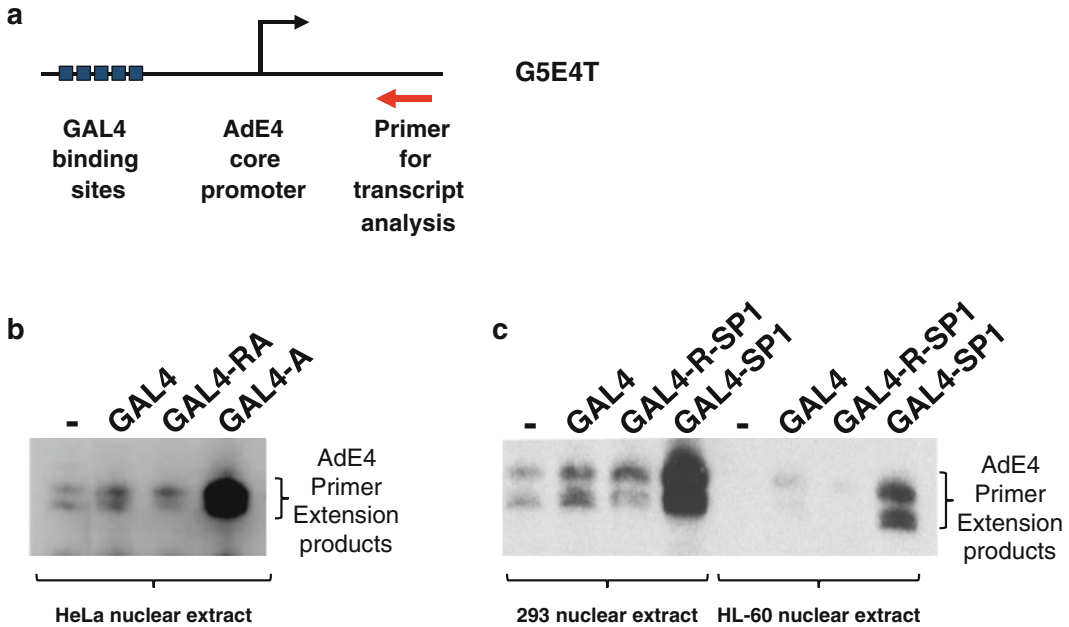 a
G5E4T
GAL4
binding
sites
AdE4
core
promoter
Primer
for
transcript
analysis
b
-
GAL4
GAL4-RA
GAL4-A
AdE4
Primer
Extension
products
HeLa nuclear extract
c
-
GAL4
GAL4-R-SP1
GAL4-SP1
-
GAL4
GAL4-R-SP1
GAL4-SP1
AdE4
Primer
Extension
products
293 nuclear extract
HL-60 nuclear extract